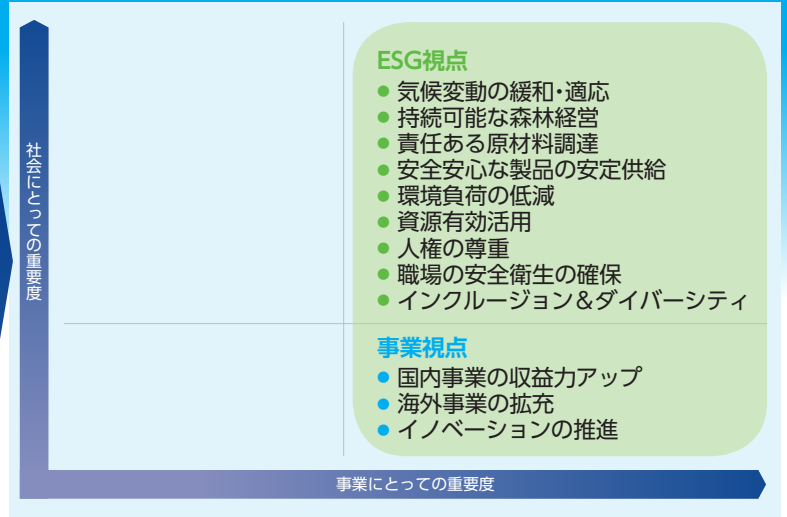 社会にとっての重要度
ESG視点
● 気候変動の緩和・適応
● 持続可能な森林経営
● 責任ある原材料調達
● 安全安心な製品の安定供給
● 環境負荷の低減
● 資源有効活用
● 人権の尊重
● 職場の安全衛生の確保
● インクルージョン＆ダイバーシティ
事業視点
● 国内事業の収益力アップ
● 海外事業の拡充
● イノベーションの推進
事業にとっての重要度